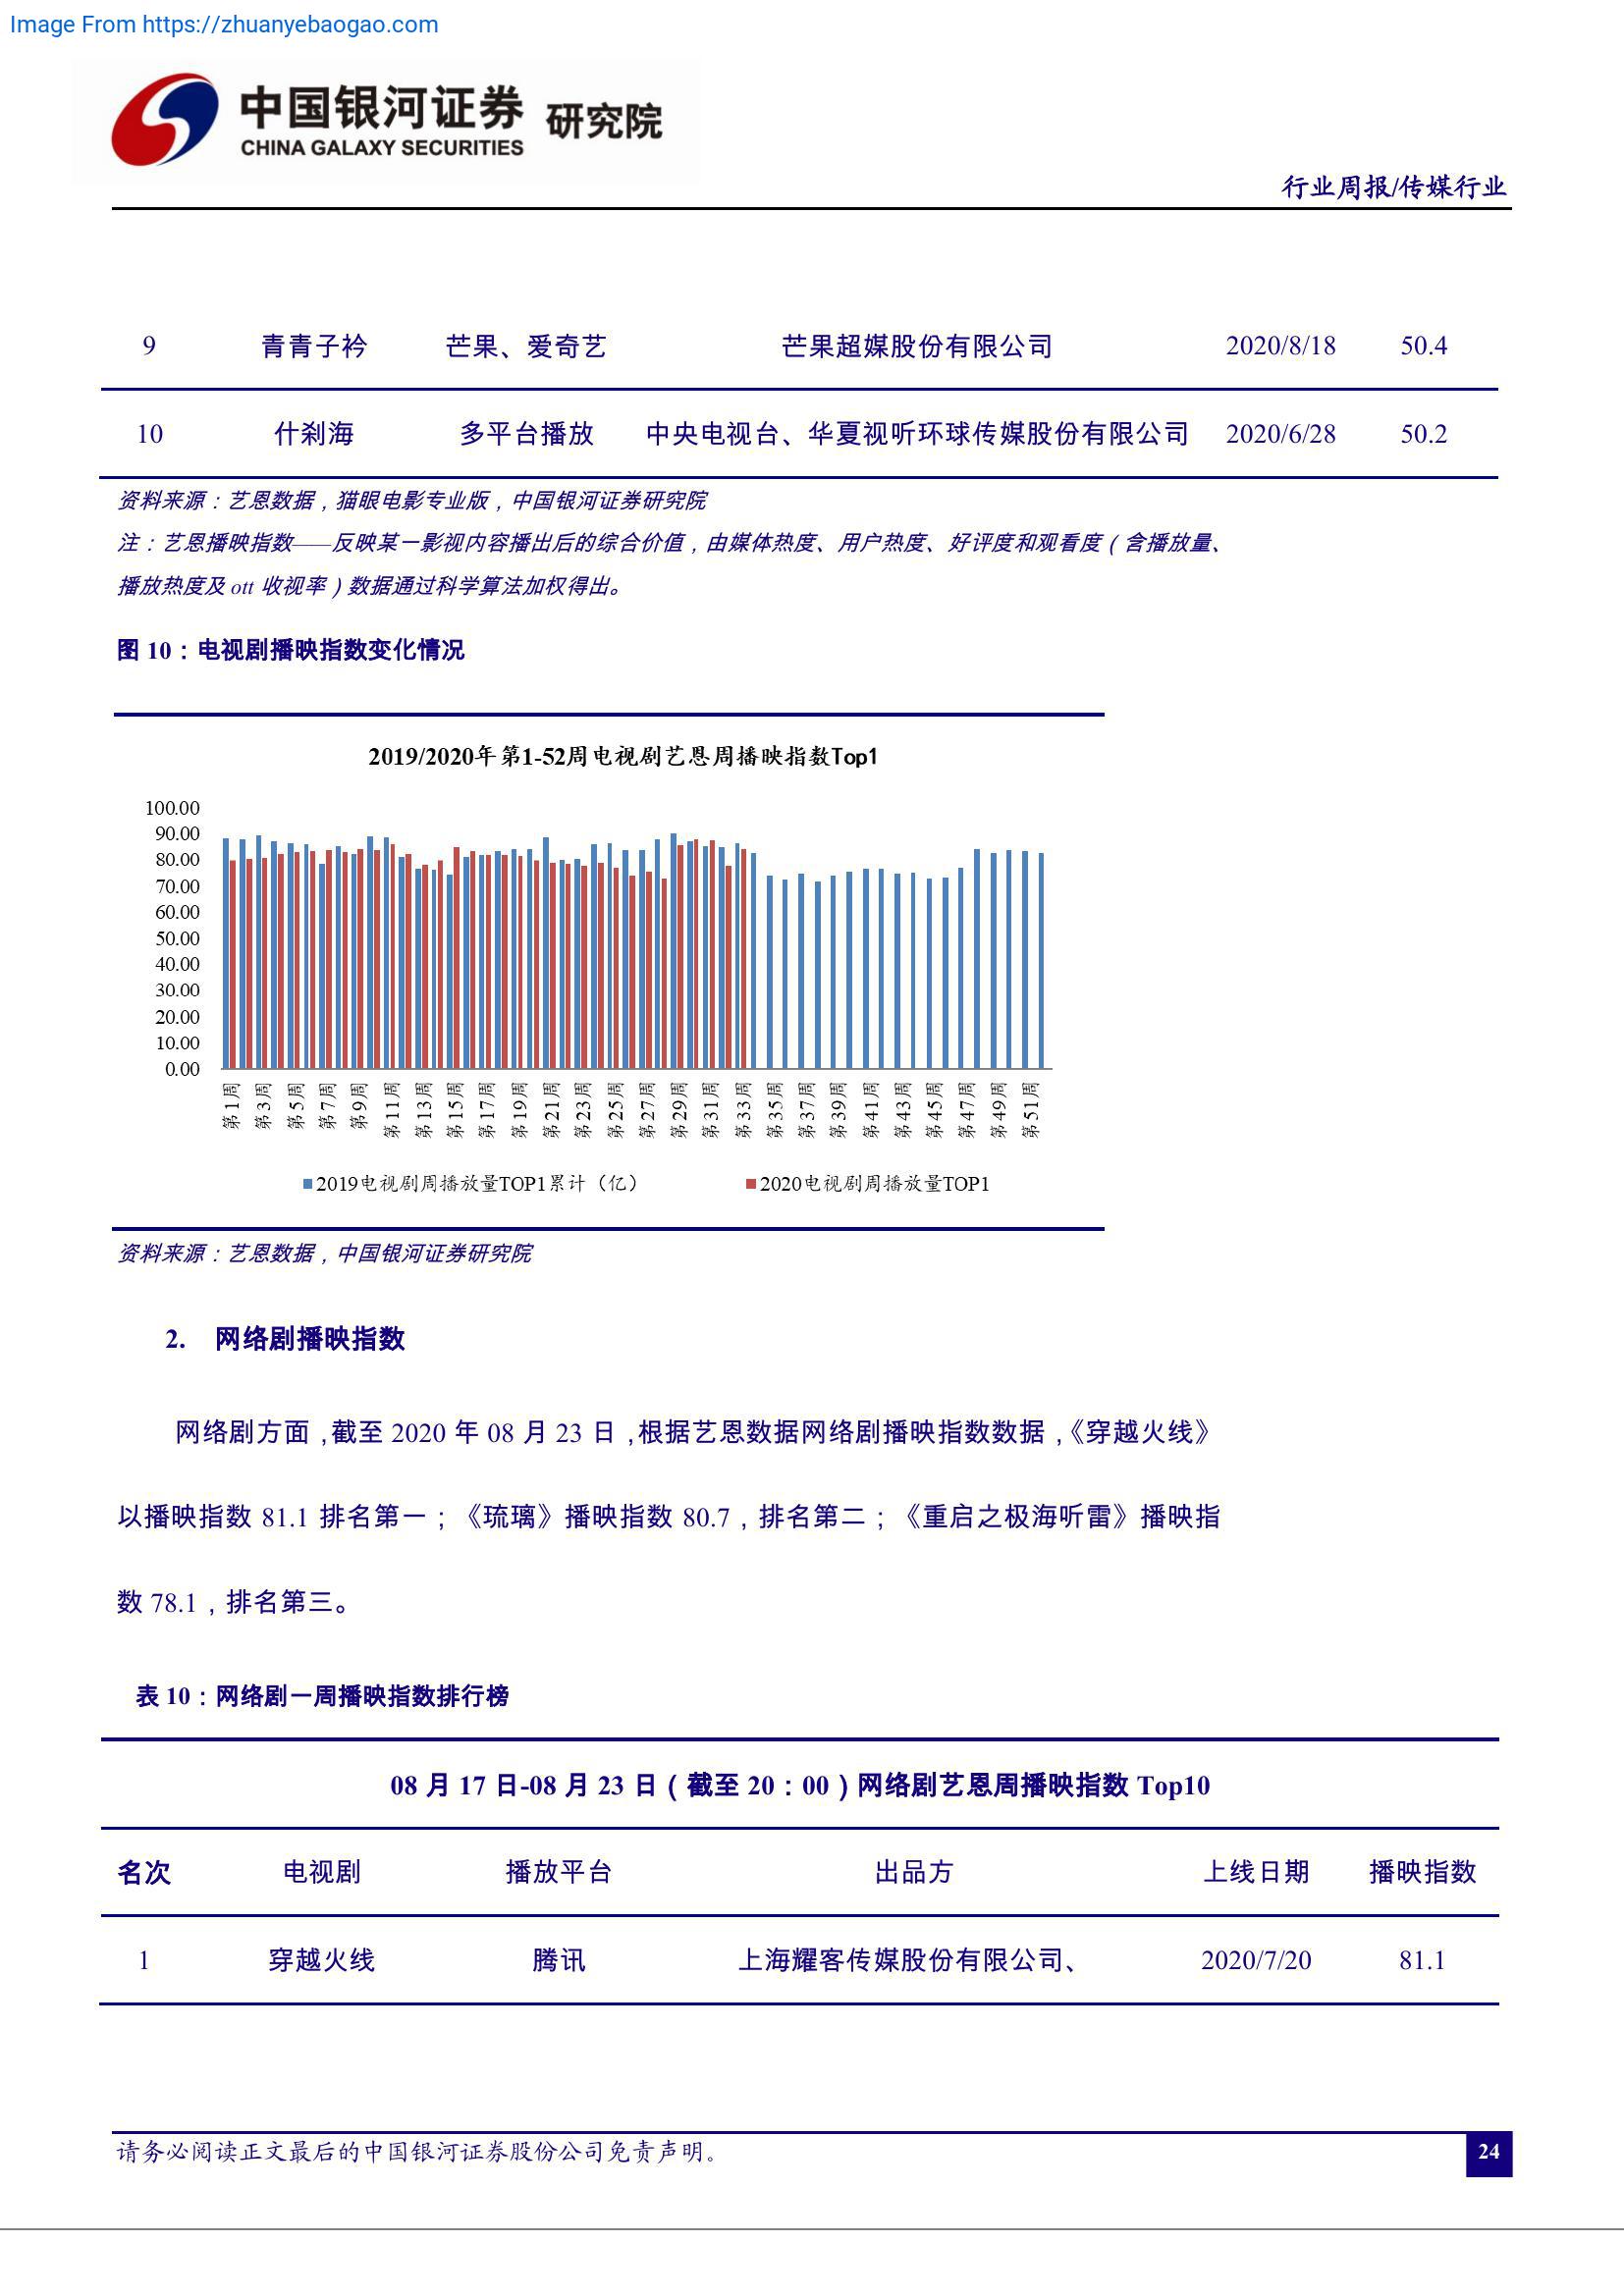 Image From https://zhuanyebaogao.com
中国银河证券 研究院
CHINA GALAXY SECURITIES
行业周报/传媒行业
9 青青子衿 芒果、爱奇艺 芒果超媒股份有限公司 2020/8/18 50.4
10 什刹海 多平台播放 中央电视台、华夏视听环球传媒股份有限公司 2020/6/28 50.2
资料来源：艺恩数据，猫眼电影专业版，中国银河证券研究院
注：艺恩播映指数——反映某一影视内容播出后的综合价值，由媒体热度、用户热度、好评度和观看度（含播放量、
播放热度及 ott 收视率）数据通过科学算法加权得出。
图 10：电视剧播映指数变化情况
2019/2020年第1-52周电视剧艺恩周播映指数Top1
100.00
90.00
80.00
70.00
60.00
50.00
40.00
30.00
20.00
10.00
0.00
第1周 第3周 第5周 第7周 第9周 第11周 第13周 第15周 第17周 第19周 第21周 第23周 第25周 第27周 第29周 第31周 第33周 第35周 第37周 第39周 第41周 第43周 第45周 第47周 第49周 第51周
2019电视剧周播放量TOP1累计（亿） 2020电视剧周播放量TOP1
资料来源：艺恩数据，中国银河证券研究院
2. 网络剧播映指数
网络剧方面，截至 2020 年 08 月 23 日，根据艺恩数据网络剧播映指数数据，《穿越火线》
以播映指数 81.1 排名第一；《琉璃》播映指数 80.7，排名第二；《重启之极海听雷》播映指
数 78.1，排名第三。
表 10：网络剧一周播映指数排行榜
08 月 17 日-08 月 23 日（截至 20：00）网络剧艺恩周播映指数 Top10
名次 电视剧 播放平台 出品方 上线日期 播映指数
1 穿越火线 腾讯 上海耀客传媒股份有限公司、 2020/7/20 81.1
请务必阅读正文最后的中国银河证券股份公司免责声明。
24